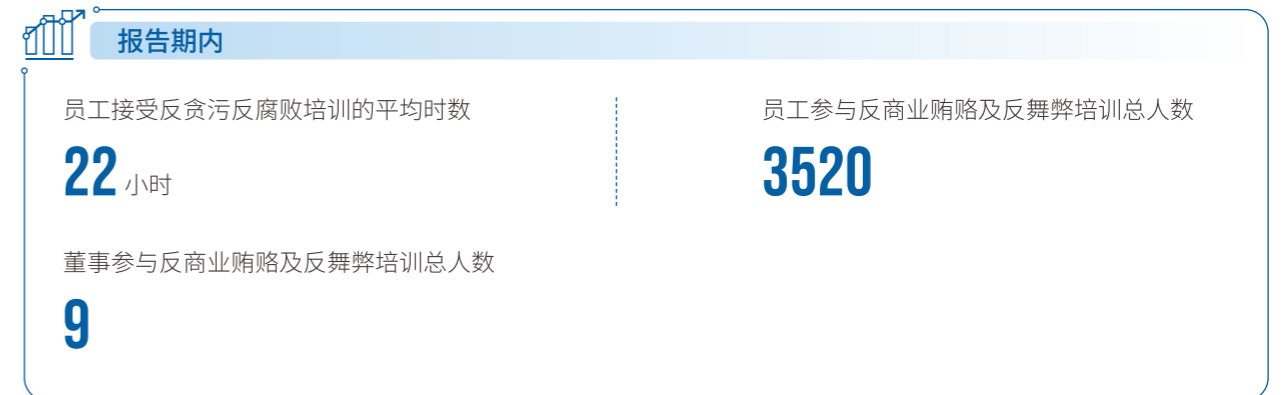 报告期内
员工接受反贪污反腐败培训的平均时数
22 小时
员工参与反商业贿赂及反舞弊培训总人数
3520
董事参与反商业贿赂及反舞弊培训总人数
9